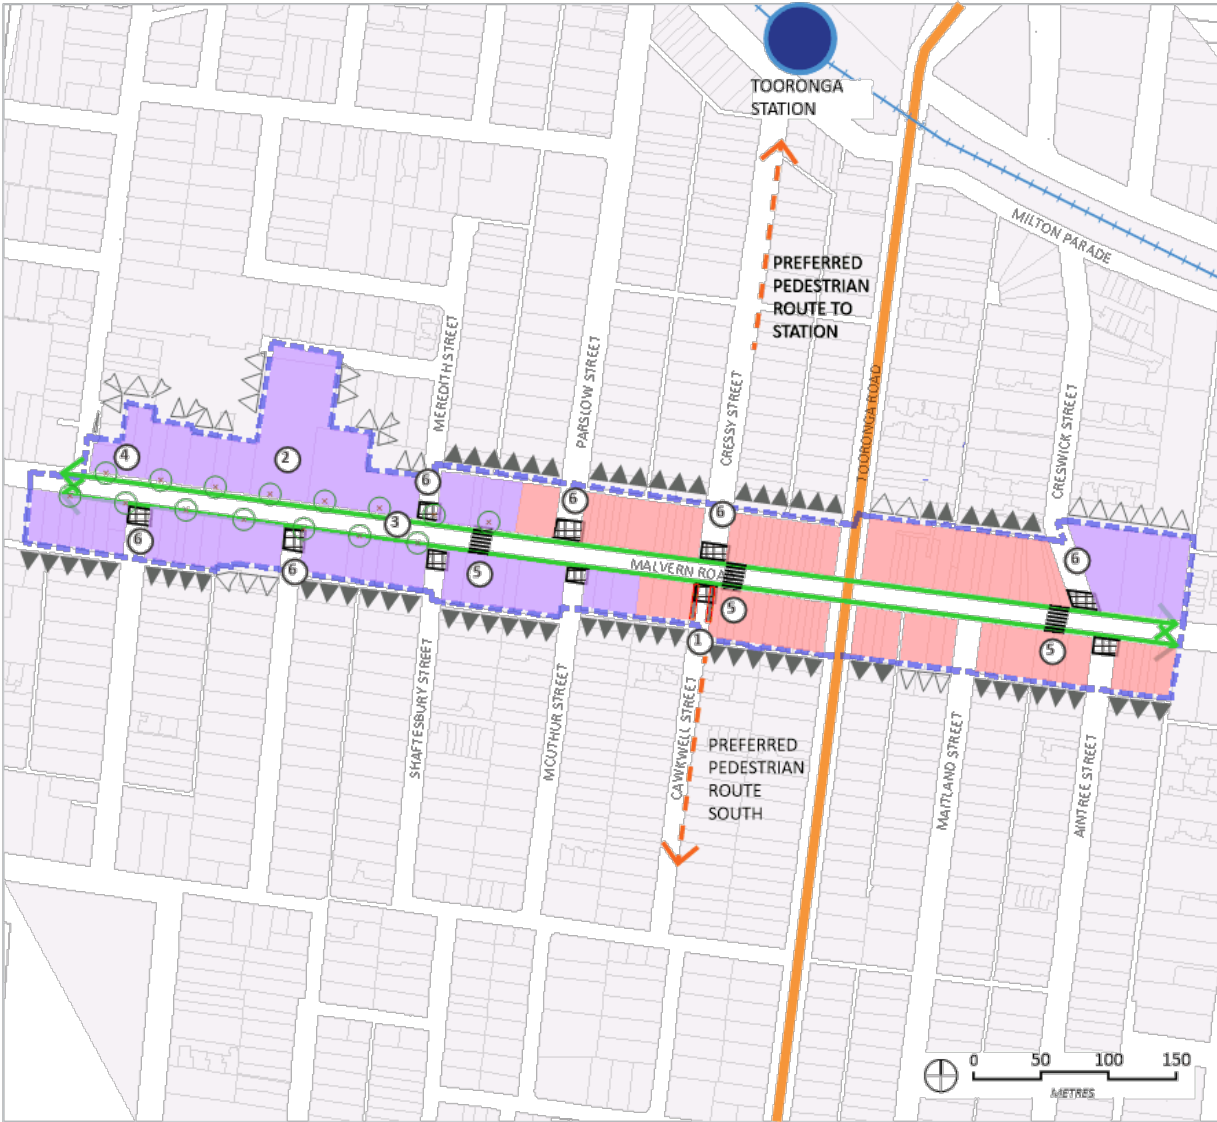 TOORONGA
STATION
MILTON PARADE
PREFERRED
PEDESTRIAN
ROUTE TO
STATION
MEREDITH STREET
PARSLOW STREET
CRESSY STREET
TOORONGA ROAD
CRESWICK STREET
4
2
6
6
6
3
6
6
5
MALVERN ROA
6
5
1
5
SHAFTESBURY STREET
MCUTHUR STREET
CAWKWELL STREET
MAITLAND STREET
AINTREE STREET
PREFERRED
PEDESTRIAN
ROUTE
SOUTH
0 50 100 150
METRES